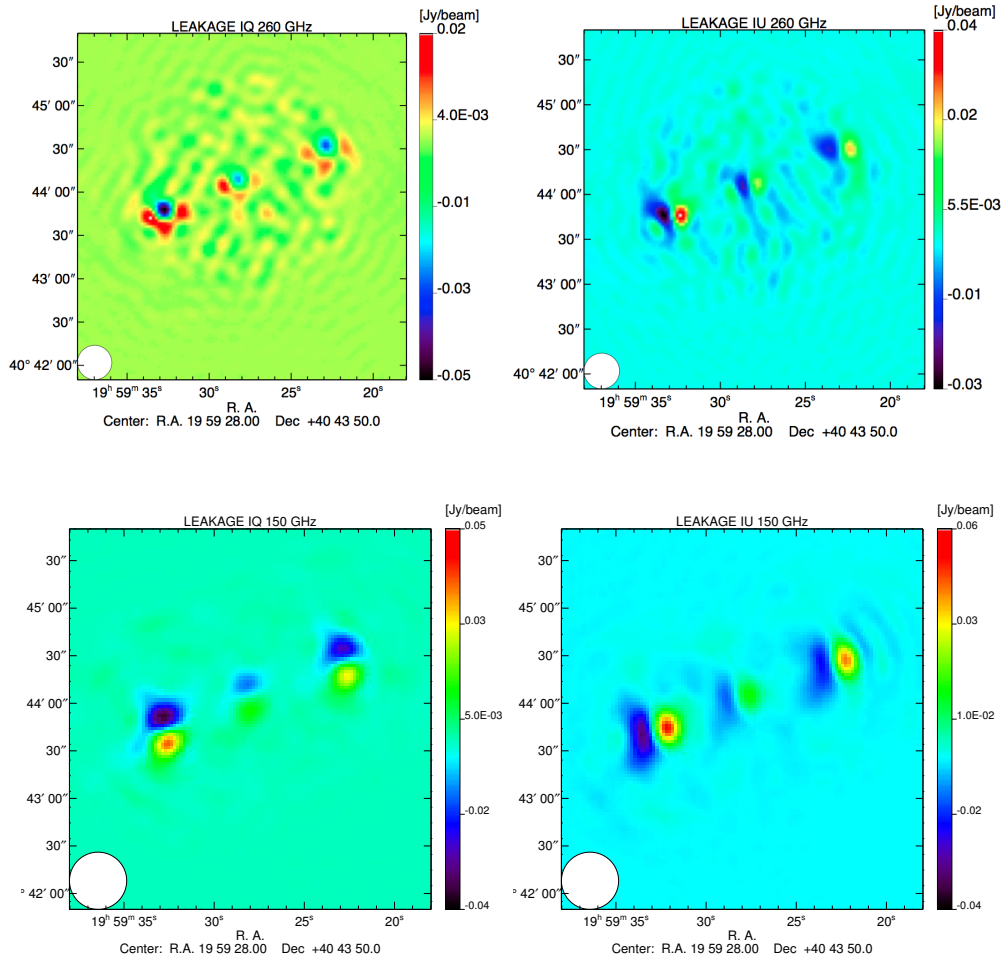 LEAKAGE IQ 260 GHz
[Jy/beam]
0.02
4.0E-03
-0.01
-0.03
-0.05
30″
45′ 00″
30″
44′ 00″
30″
43′ 00″
30″
40° 42′ 00″
19h 59m 35s
30s
25s
20s
R. A.
Center: R.A. 19 59 28.00 Dec +40 43 50.0
LEAKAGE IU 260 GHz
[Jy/beam]
0.04
0.02
5.5E-03
-0.01
-0.03
30″
45′ 00″
30″
44′ 00″
30″
43′ 00″
30″
40° 42′ 00″
19h 59m 35s
30s
25s
20s
R. A.
Center: R.A. 19 59 28.00 Dec +40 43 50.0
LEAKAGE IQ 150 GHz
[Jy/beam]
0.05
0.03
5.0E-03
-0.02
-0.04
30″
45′ 00″
30″
44′ 00″
30″
43′ 00″
30″
° 42′ 00″
19h 59m 35s
30s
25s
20s
R. A.
Center: R.A. 19 59 28.00 Dec +40 43 50.0
LEAKAGE IU 150 GHz
[Jy/beam]
0.06
0.03
1.0E-02
-0.02
-0.04
30″
45′ 00″
30″
44′ 00″
30″
43′ 00″
30″
° 42′ 00″
19h 59m 35s
30s
25s
20s
R. A.
Center: R.A. 19 59 28.00 Dec +40 43 50.0